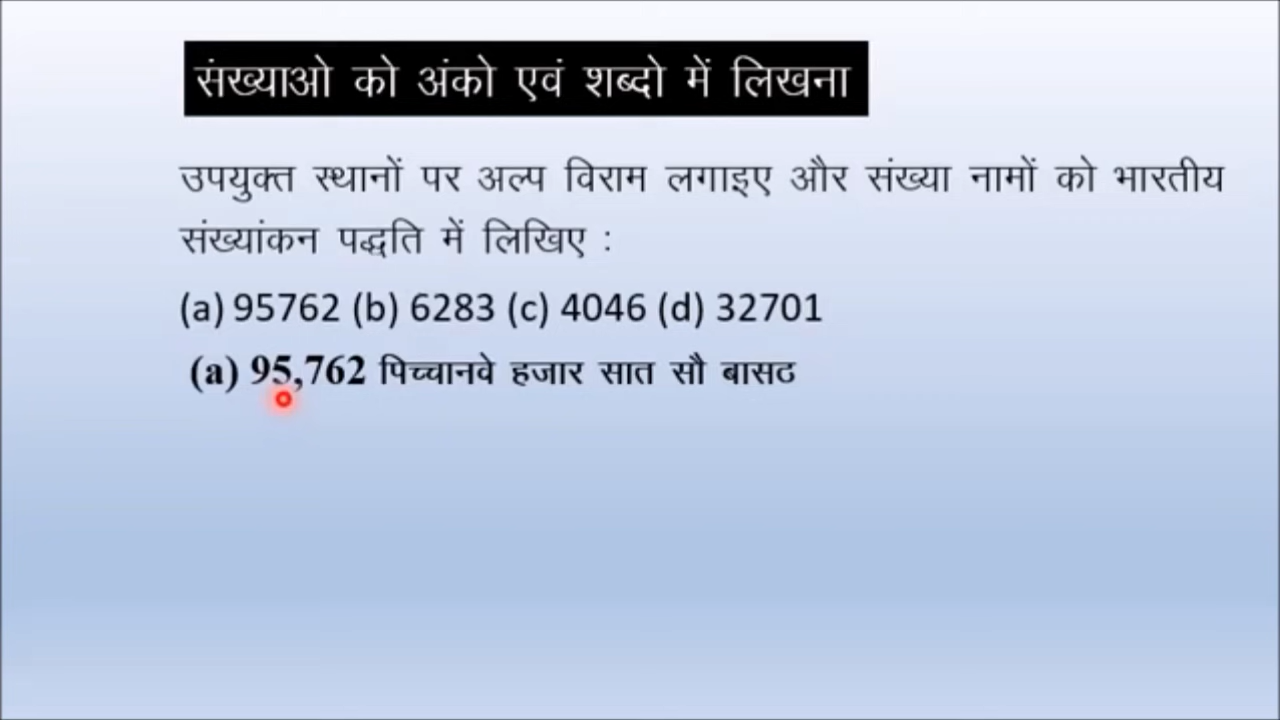 संख्याओ को अंको एवं शब्दो में लिखना
उपयुक्त स्थानों पर अल्प विराम लगाइए और संख्या नामों को भारतीय
संख्यांकन पद्धति में लिखिए :
(a) 95762 (b) 6283 (c) 4046 (d) 32701
(a) 95,762 पिच्चानवे हजार सात सौ बासठ